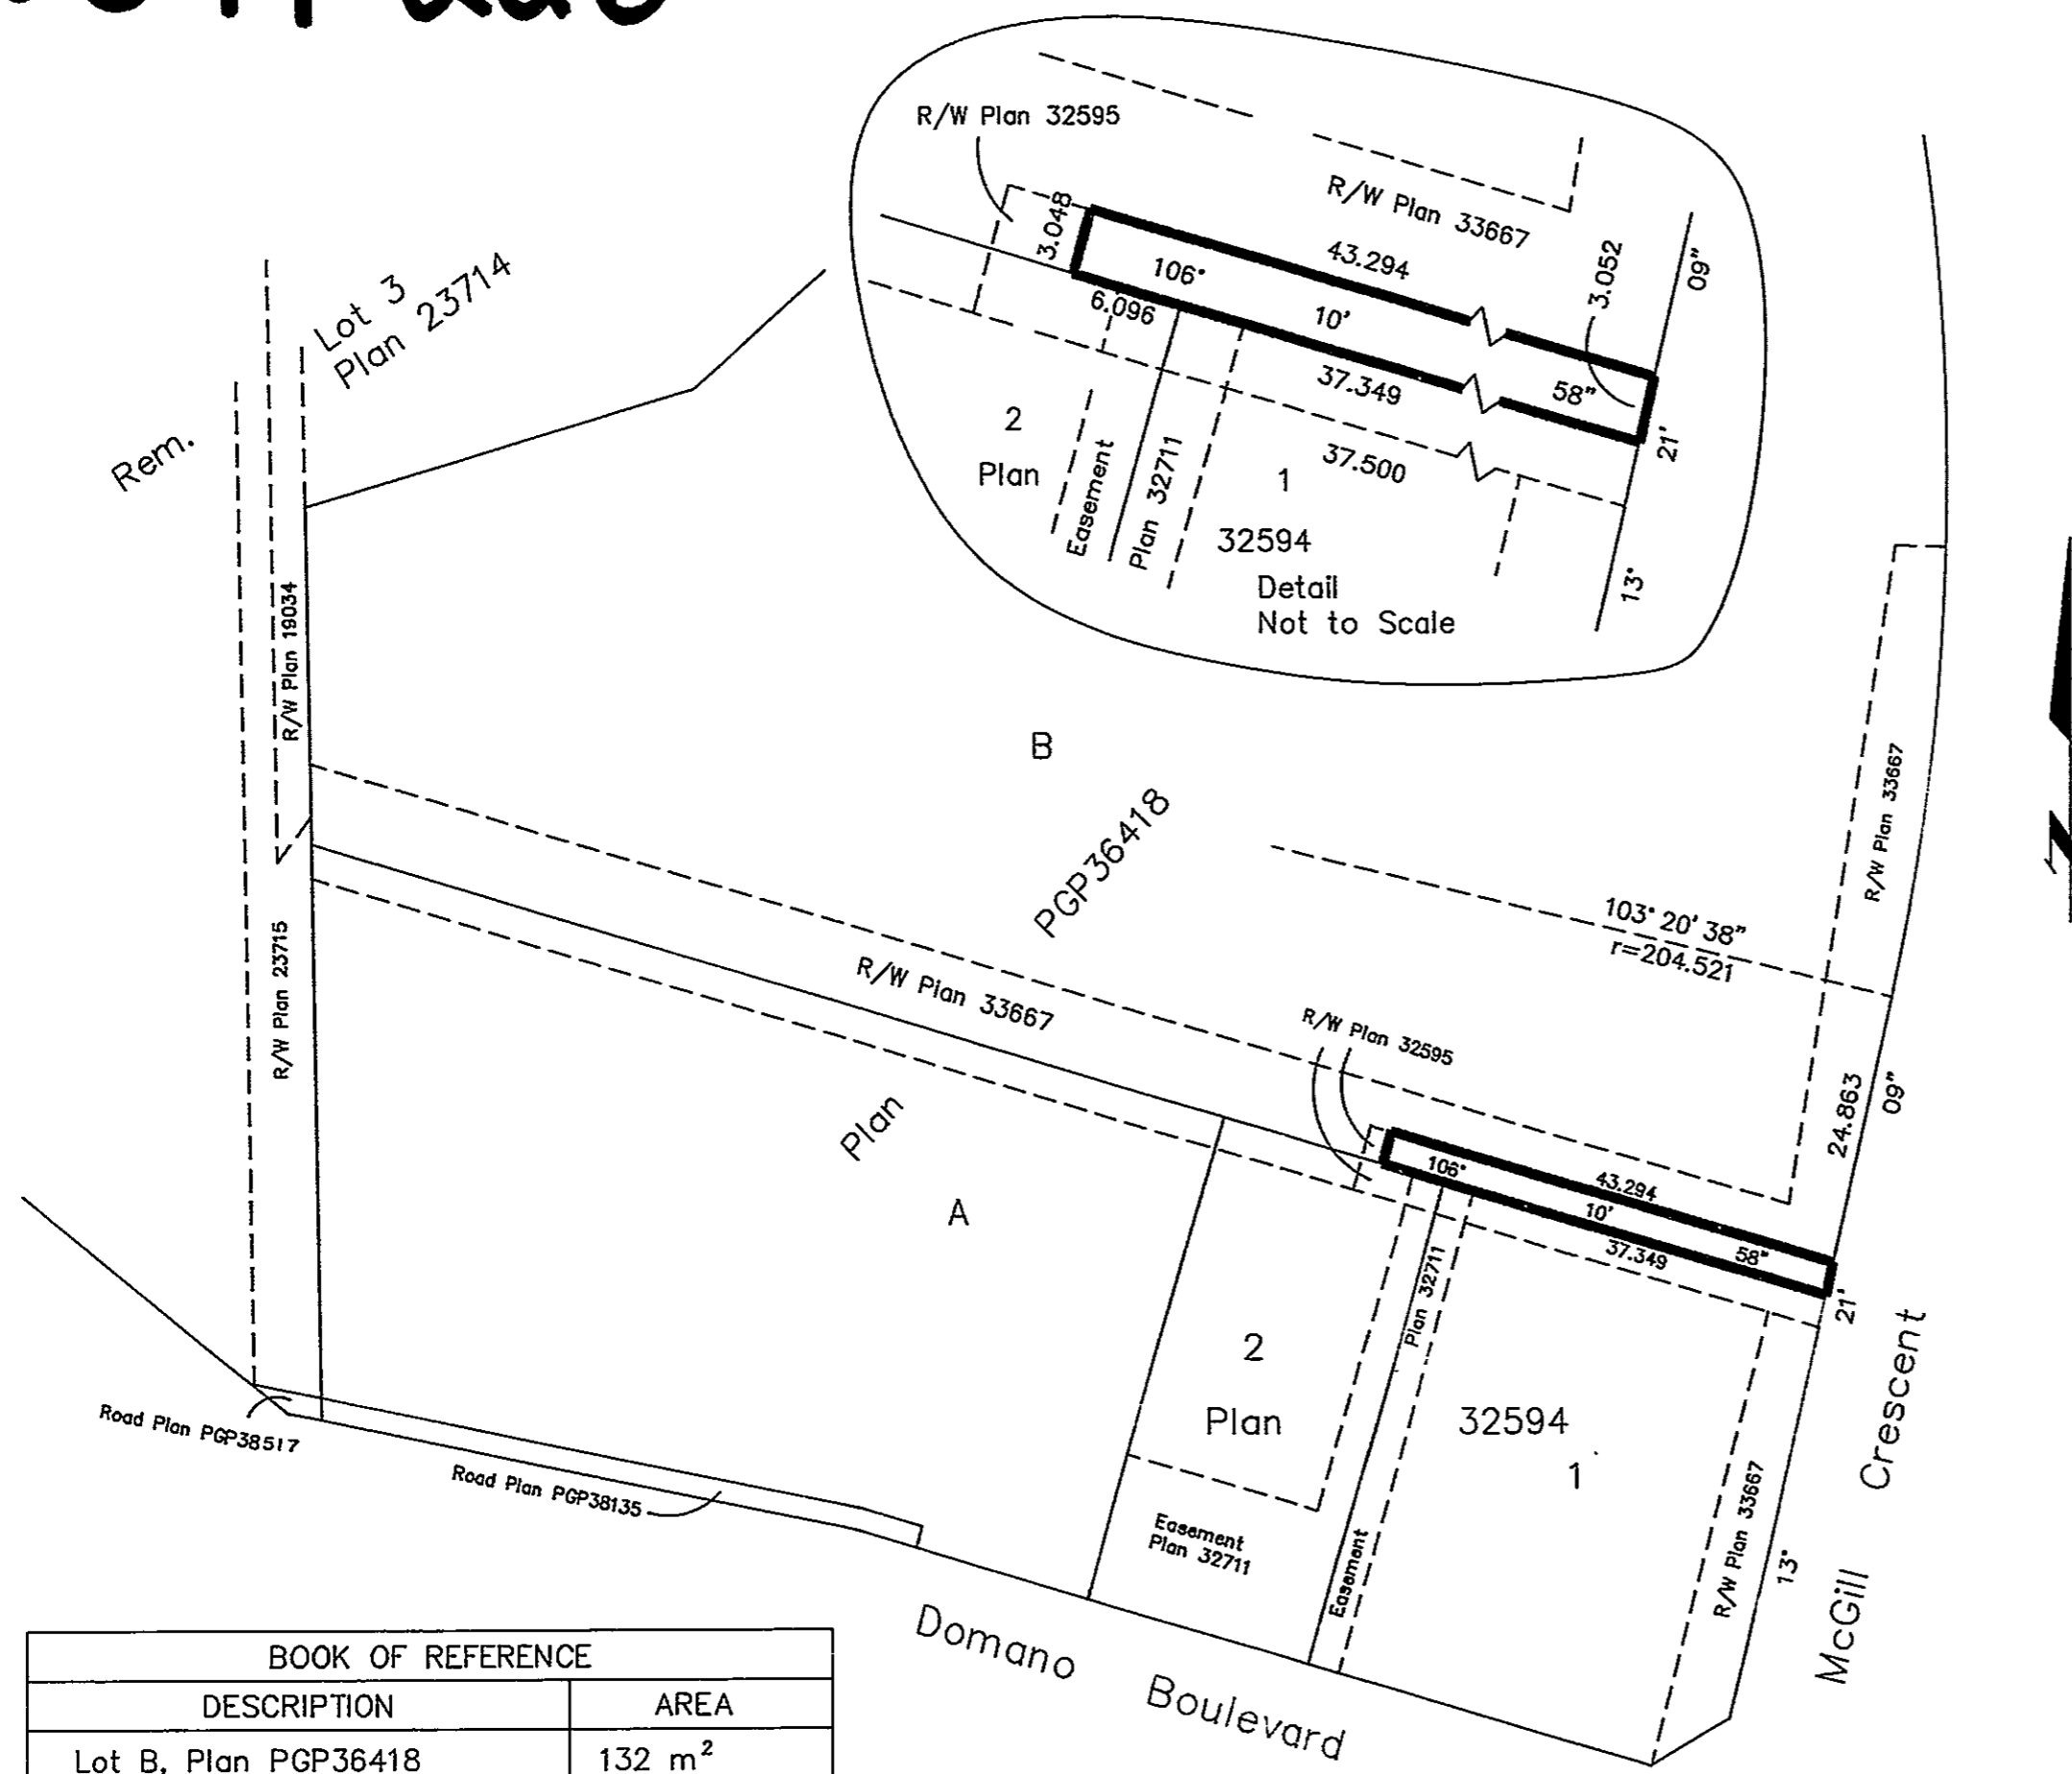 R/W Plan 32595
R/W Plan 33667
3.048
43.294
3.052
09"
106°
6.096
10'
37.349
58"
21'
37.500
2
Plan
Easement
Plan 32711
1
32594
13°
Detail
Not to Scale
Lot 3
Plan 23714
Rem.
R/W Plan 19034
R/W Plan 23715
B
PGP36418
R/W Plan 33667
103° 20' 38"
r=204.521
R/W Plan 33667
R/W Plan 32595
24.863
09"
Plan
A
106°
43.294
10'
37.349
58"
21'
Plan 32711
2
Plan
32594
1
Easement
Plan 32711
Easement
R/W Plan 33667
13°
McGill Crescent
Road Plan PGP38517
Road Plan PGP38135
Domano Boulevard
BOOK OF REFERENCE
DESCRIPTION
AREA
Lot B, Plan PGP36418
132 m²